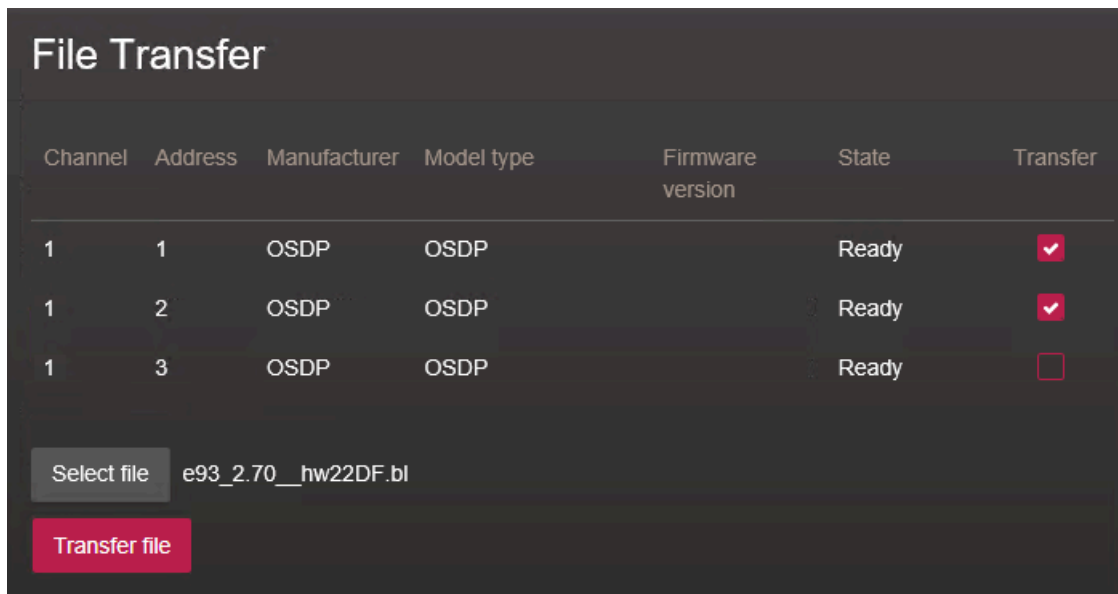 File Transfer
Channel Address Manufacturer Model type Firmware version State Transfer
1 1 OSDP OSDP Ready
1 2 OSDP OSDP Ready
1 3 OSDP OSDP Ready
Select file e93_2.70__hw22DF.bl
Transfer file